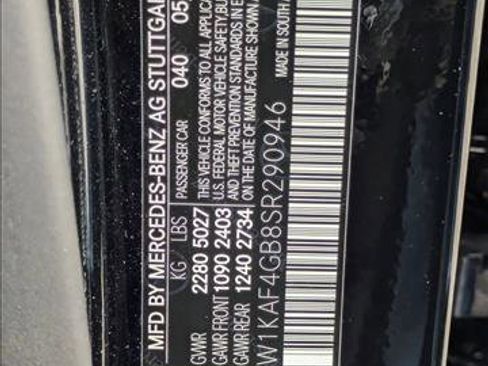 MFD BY MERCEDES-BENZ AG STUTTGAR
PASSENGER CAR 040 05
KG LBS
GVWR 2280 5027
GAWR FRONT 1090 2403
GAWR REAR 1240 2734
THIS VEHICLE CONFORMS TO ALL APPLICA
U.S. FEDERAL MOTOR VEHICLE SAFETY, BU
AND THEFT PREVENTION STANDARDS IN E
ON THE DATE OF MANUFACTURE SHOWN
W1KAF4GB8SR290946
MADE IN SOUTH